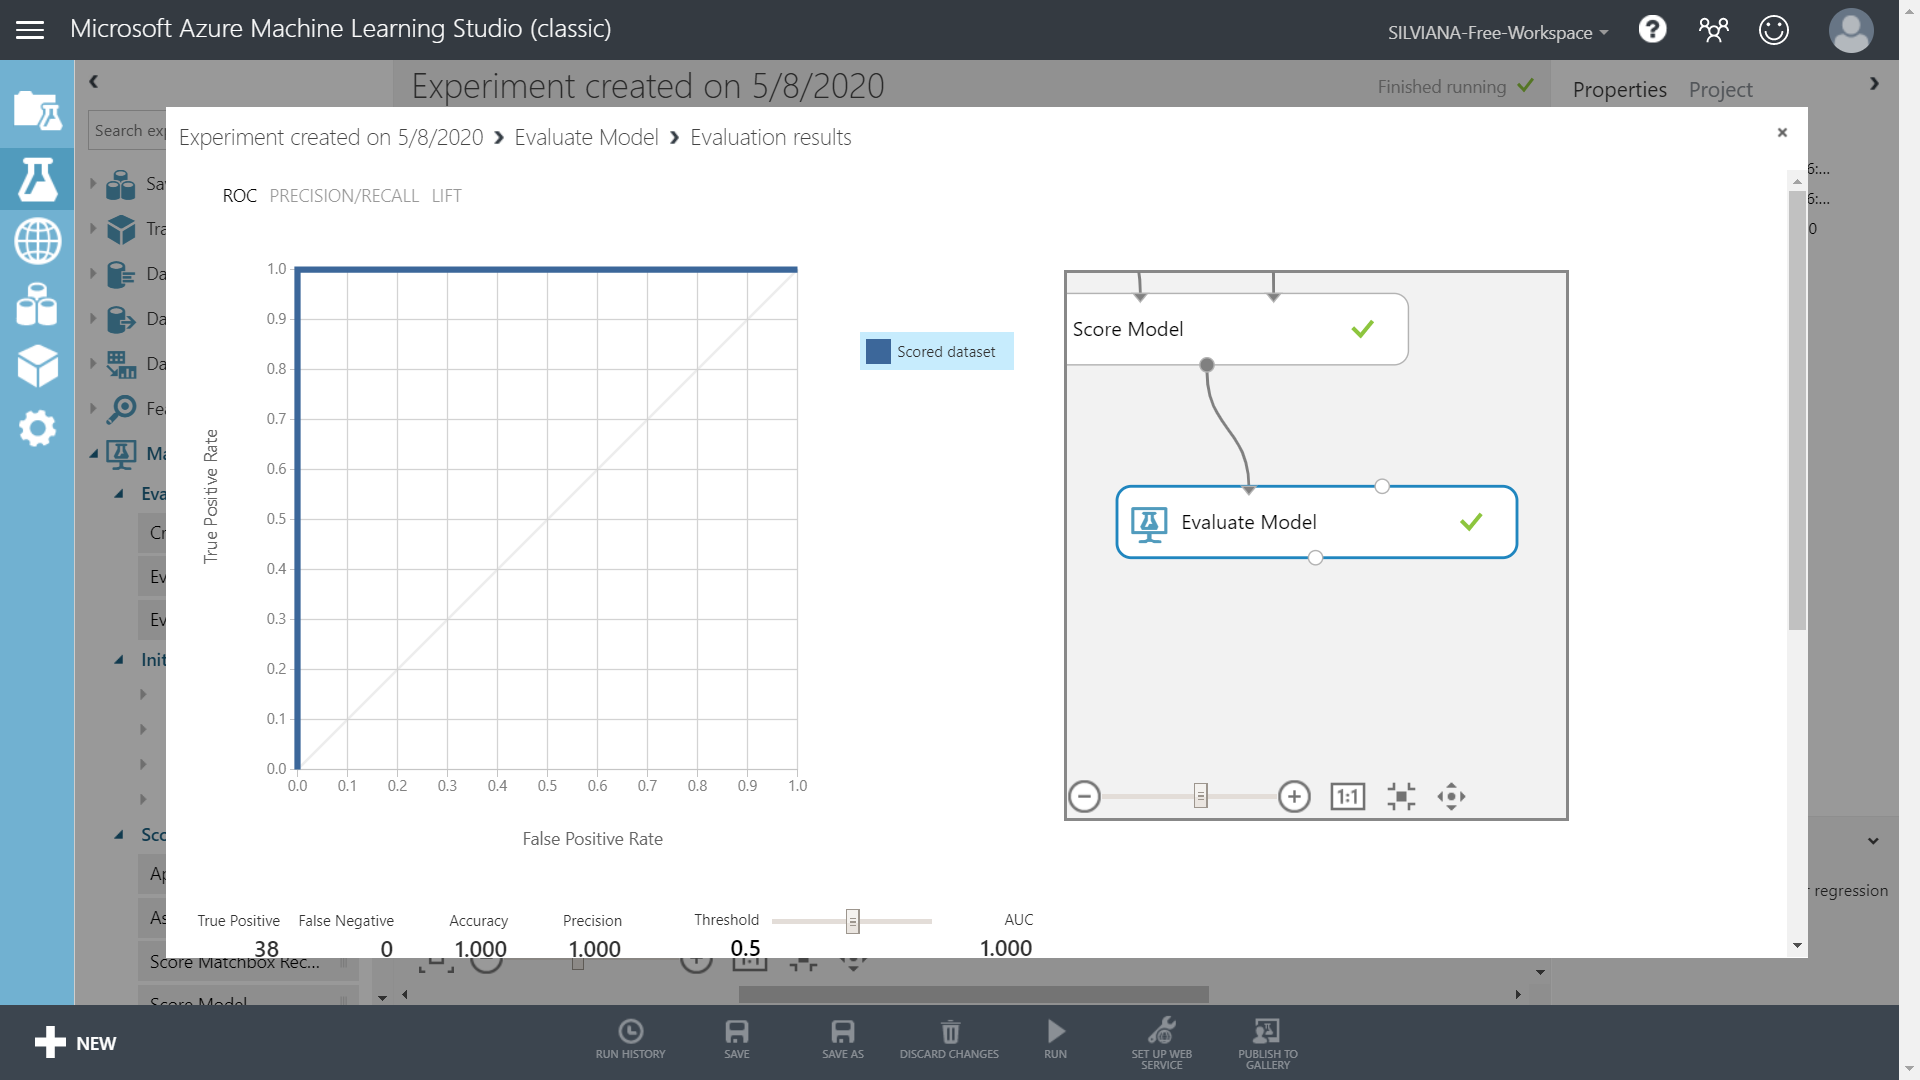 Microsoft Azure Machine Learning Studio (classic)
SILVIANA-Free-Workspace
?
Experiment created on 5/8/2020
Finished running
Properties
Project
Search exp
Experiment created on 5/8/2020 > Evaluate Model > Evaluation results
ROC PRECISION/RECALL LIFT
1.0
0.9
0.8
0.7
0.6
0.5
0.4
0.3
0.2
0.1
0.0
0.0 0.1 0.2 0.3 0.4 0.5 0.6 0.7 0.8 0.9 1.0
True Positive Rate
False Positive Rate
Scored dataset
Score Model
Evaluate Model
1:1
6:...
6:...
0
Sa
Tra
Da
Da
Da
Fea
Ma
Eva
Cr
Ev
Ev
Init
Sco
Ap
As
Score Matchbox Rec...
Score Model
regression
True Positive False Negative Accuracy Precision Threshold AUC
38 0 1.000 1.000 0.5 1.000
NEW
RUN HISTORY
SAVE
SAVE AS
DISCARD CHANGES
RUN
SET UP WEB
SERVICE
PUBLISH TO
GALLERY